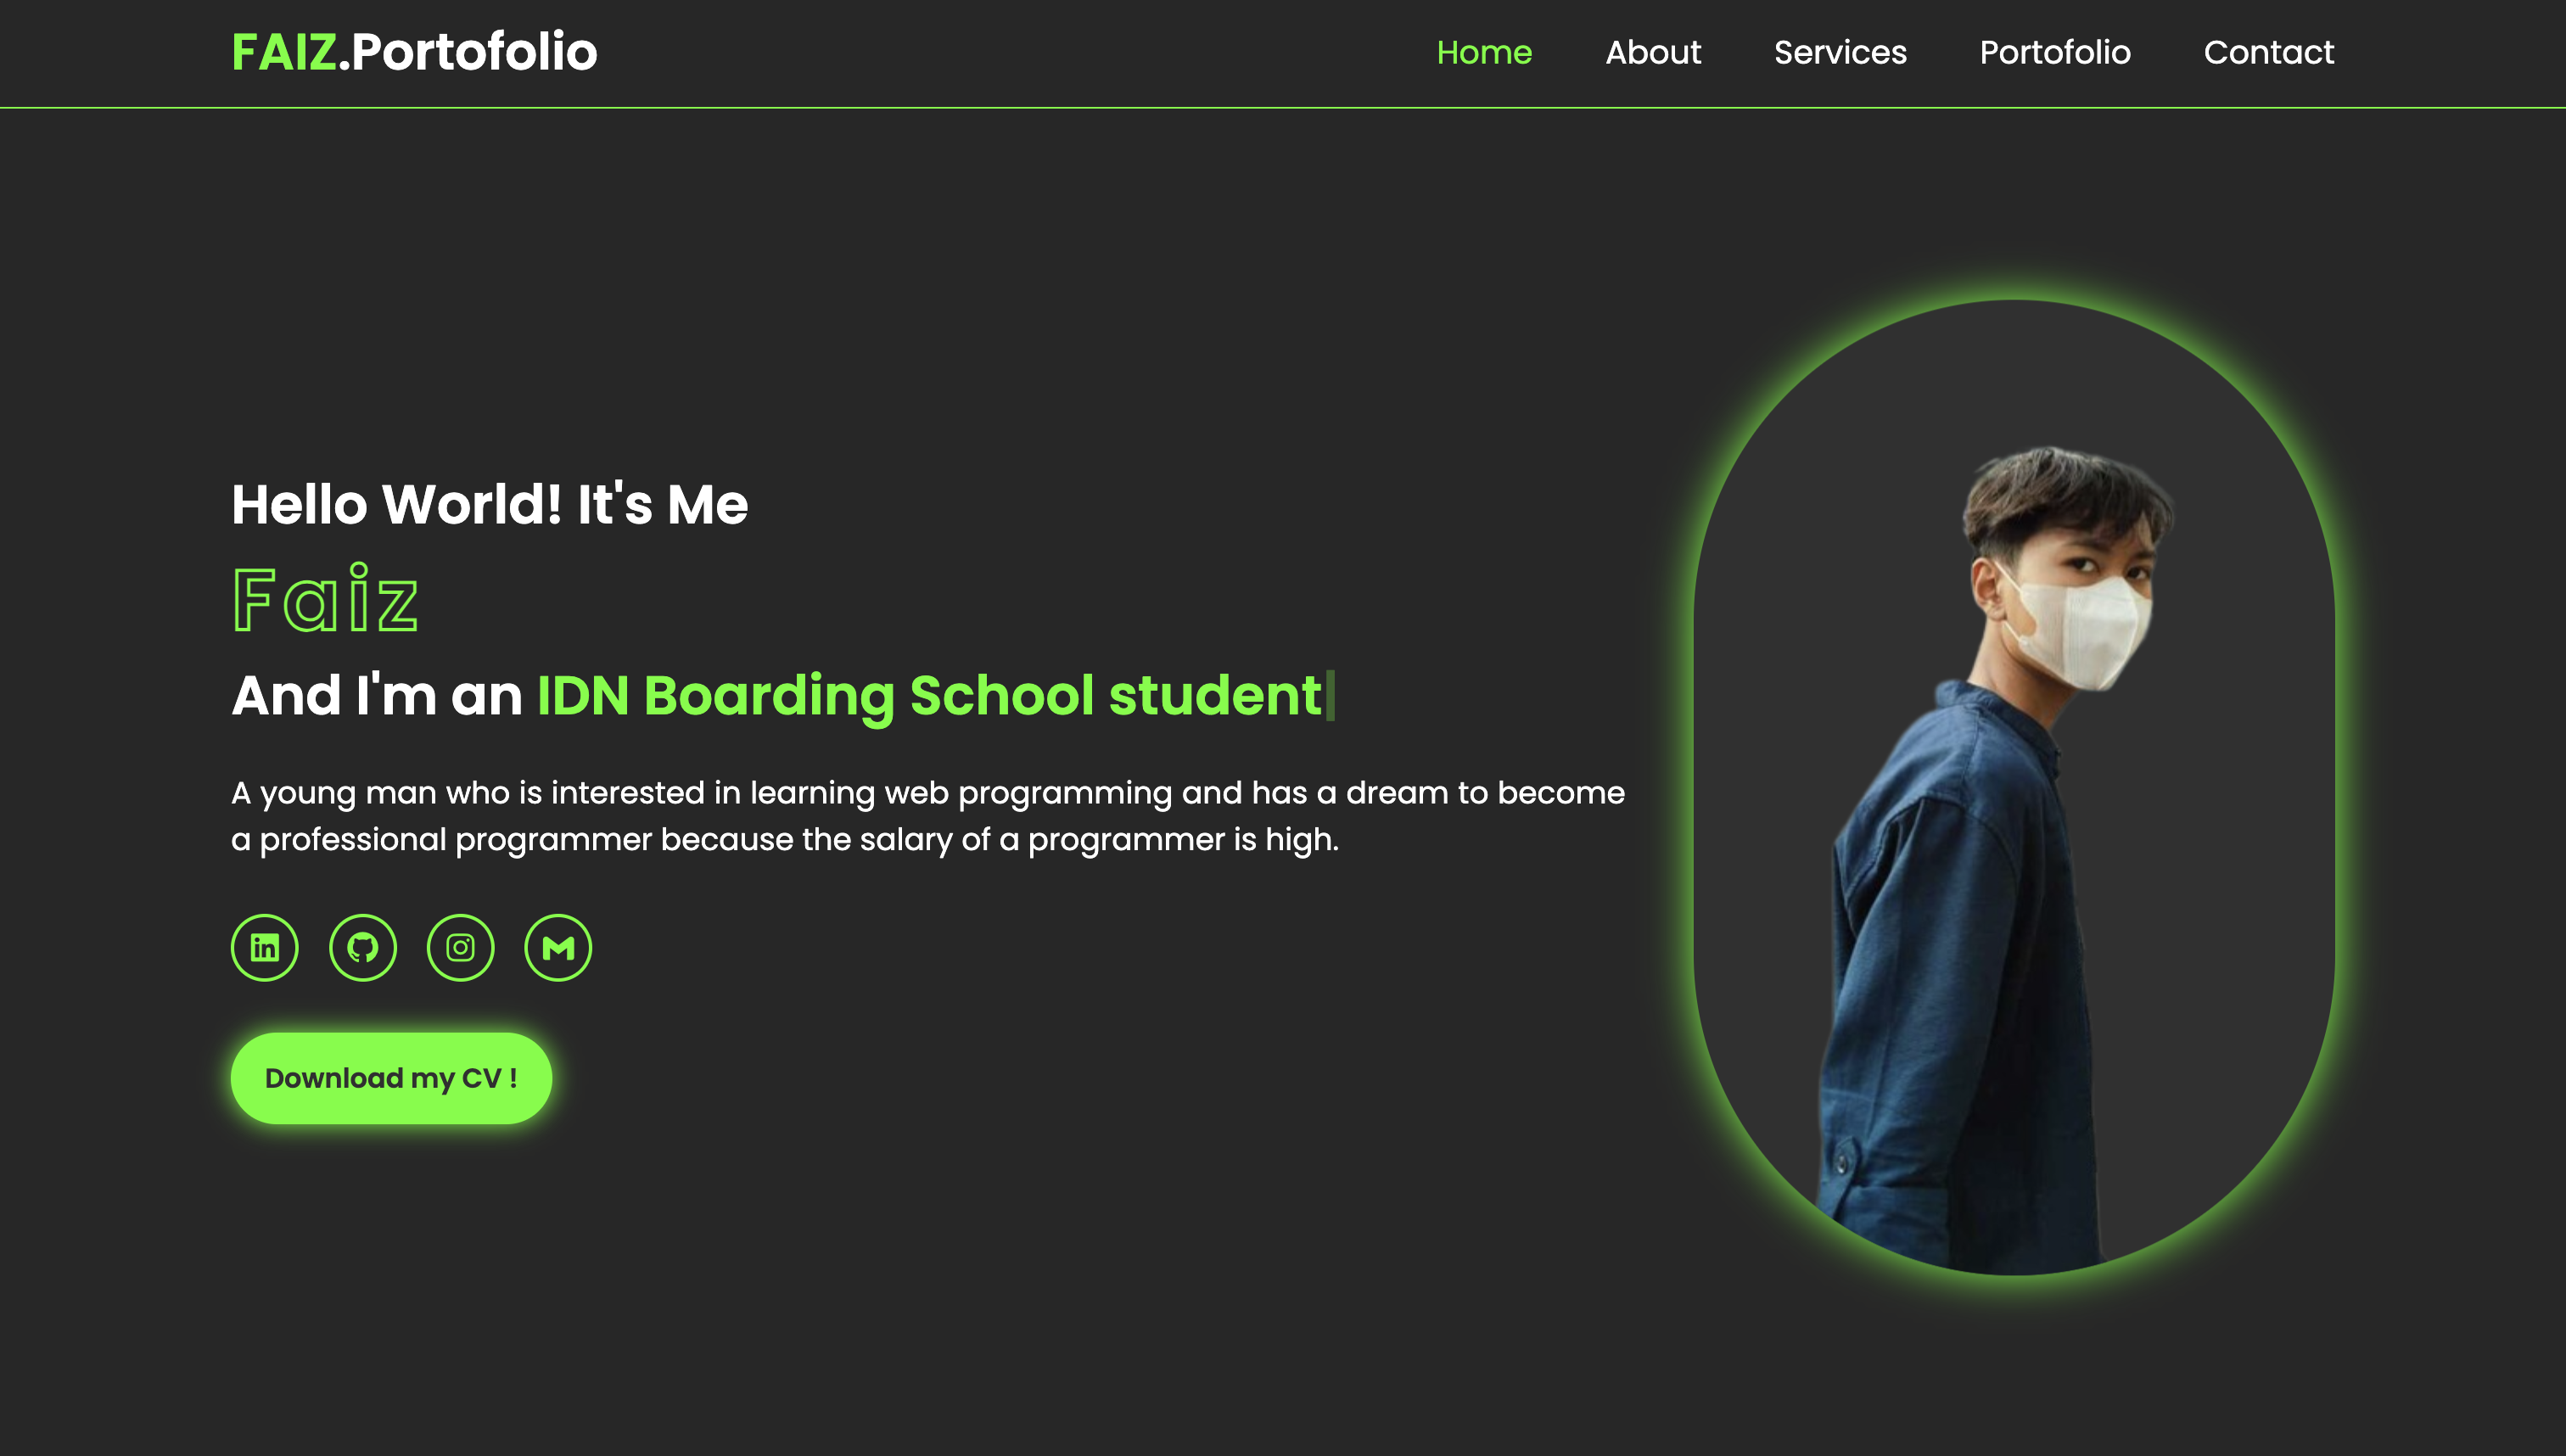 FAIZ.Portofolio
Home About Services Portofolio Contact
Hello World! It's Me
Faiz
And I'm an IDN Boarding School student
A young man who is interested in learning web programming and has a dream to become
a professional programmer because the salary of a programmer is high.
Download my CV !